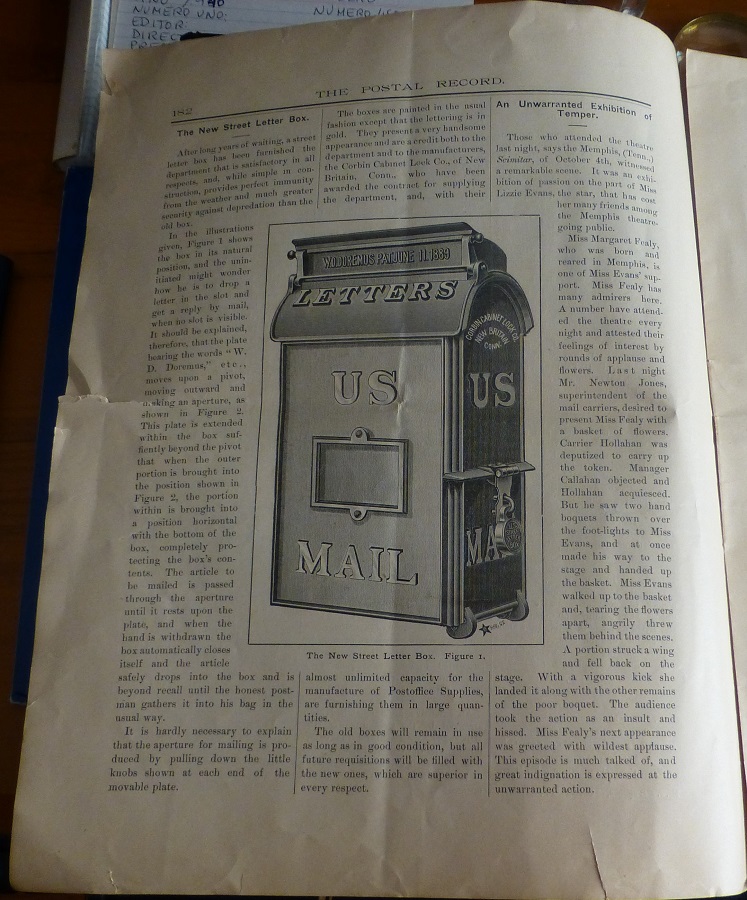 NUMERO UNO:
EDITOR:
182
THE POSTAL RECORD.
The New Street Letter Box.
After long years of waiting, a street
letter box has been furnished the
department that is satisfactory in all
respects, and, while simple in con-
struction, provides perfect immunity
from the weather and much greater
security against depredation than the
old box.
In the illustrations
given, Figure 1 shows
the box in its natural
position, and the unin-
itiated might wonder
how he is to drop a
letter in the slot and
get a reply by mail,
when no slot is visible.
It should be explained,
therefore, that the plate
bearing the words "W.
D. Doremus," etc.,
moves upon a pivot,
moving outward and
making an aperture, as
shown in Figure 2.
This plate is extended
within the box suf-
fiently beyond the pivot
that when the outer
portion is brought into
the position shown in
Figure 2, the portion
within is brought into
a position horizontal
with the bottom of the
box, completely pro-
tecting the box's con-
tents. The article to
be mailed is passed
through the aperture
until it rests upon the
plate, and when the
hand is withdrawn the
box automatically closes
itself and the article
safely drops into the box and is
beyond recall until the honest post-
man gathers it into his bag in the
usual way.
It is hardly necessary to explain
that the aperture for mailing is pro-
duced by pulling down the little
knobs shown at each end of the
movable plate.
The boxes are painted in the usual
fashion except that the lettering is in
gold. They present a very handsome
appearance and are a credit both to the
department and to the manufacturers,
the Corbin Cabinet Lock Co., of New
Britain, Conn., who have been
awarded the contract for supplying
the department, and, with their
W.D. DOREMUS PAT. JUNE 11. 1889
LETTERS
CORBIN CABINET LOCK CO.
NEW BRITAIN
CONN.
US
US
MAIL
MA
The New Street Letter Box. Figure 1.
almost unlimited capacity for the
manufacture of Postoffice Supplies,
are furnishing them in large quan-
tities.
The old boxes will remain in use
as long as in good condition, but all
future requisitions will be filled with
the new ones, which are superior in
every respect.
An Unwarranted Exhibition of
Temper.
Those who attended the theatre
last night, says the Memphis, (Tenn.,)
Scimitar, of October 4th, witnessed
a remarkable scene. It was an exhi-
bition of passion on the part of Miss
Lizzie Evans, the star, that has cost
her many friends among
the Memphis theatre-
going public.
Miss Margaret Fealy,
who was born and
reared in Memphis, is
one of Miss Evans' sup-
port. Miss Fealy has
many admirers here.
A number have attend-
ed the theatre every
night and attested their
feelings of interest by
rounds of applause and
flowers. Last night
Mr. Newton Jones,
superintendent of the
mail carriers, desired to
present Miss Fealy with
a basket of flowers.
Carrier Hollahan was
deputized to carry up
the token. Manager
Callahan objected and
Hollahan acquiesced.
But he saw two hand
boquets thrown over
the foot-lights to Miss
Evans, and at once
made his way to the
stage and handed up
the basket. Miss Evans
walked up to the basket
and, tearing the flowers
apart, angrily threw
them behind the scenes.
A portion struck a wing
and fell back on the
stage. With a vigorous kick she
landed it along with the other remains
of the poor boquet. The audience
took the action as an insult and
hissed. Miss Fealy's next appearance
was greeted with wildest applause.
This episode is much talked of, and
great indignation is expressed at the
unwarranted action.